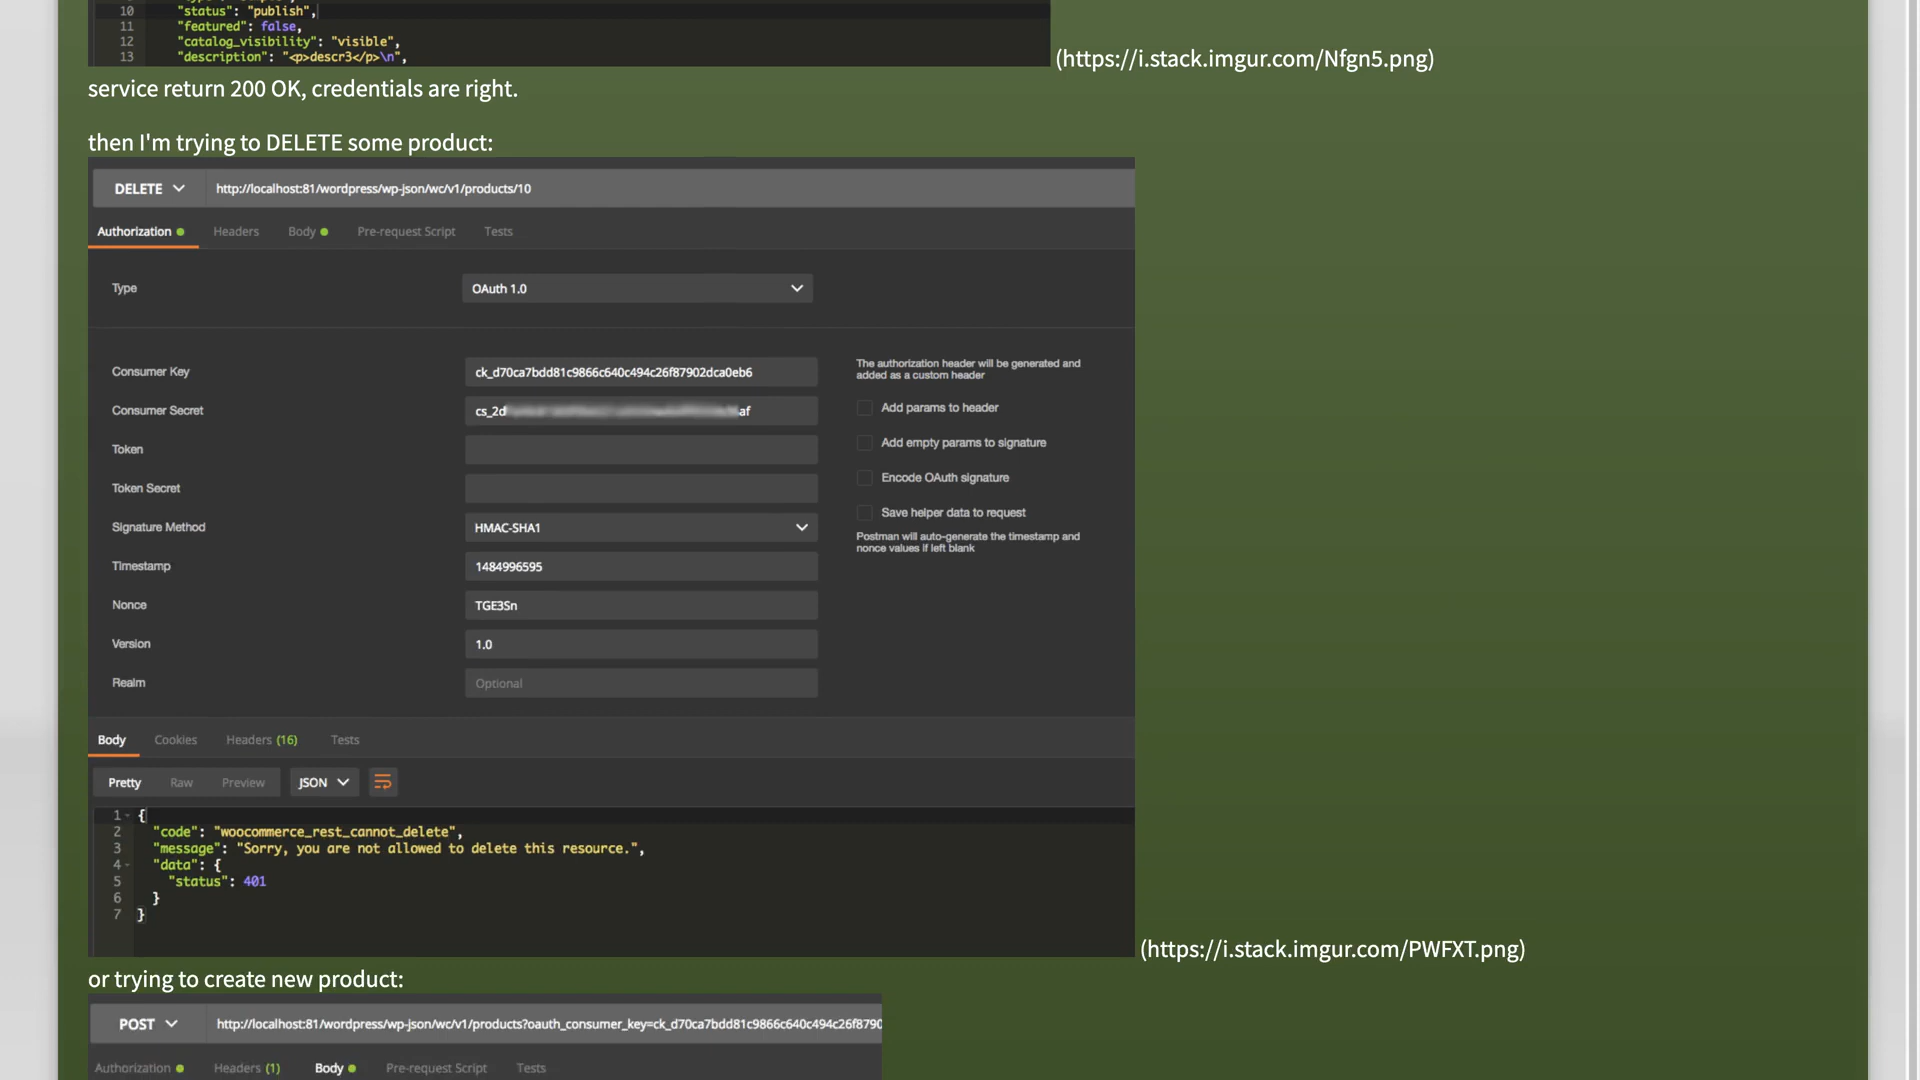 10 "status": "publish",
11 "featured": false,
12 "catalog_visibility": "visible",
13 "description": "<p>descr3</p>\n",
(https://i.stack.imgur.com/Nfgn5.png)
service return 200 OK, credentials are right.
then I'm trying to DELETE some product:
DELETE http://localhost:81/wordpress/wp-json/wc/v1/products/10
Authorization Headers Body Pre-request Script Tests
Type OAuth 1.0
Consumer Key ck_d70ca7bdd81c9866c640c494c26f87902dca0eb6
The authorization header will be generated and
added as a custom header
Consumer Secret cs_2d af
Add params to header
Token
Add empty params to signature
Token Secret
Encode OAuth signature
Signature Method HMAC-SHA1
Save helper data to request
Postman will auto-generate the timestamp and
nonce values if left blank
Timestamp 1484996595
Nonce TGE3Sn
Version 1.0
Realm Optional
Body Cookies Headers (16) Tests
Pretty Raw Preview JSON
1 {
2 "code": "woocommerce_rest_cannot_delete",
3 "message": "Sorry, you are not allowed to delete this resource.",
4 "data": {
5 "status": 401
6 }
7 }
(https://i.stack.imgur.com/PWFXT.png)
or trying to create new product:
POST http://localhost:81/wordpress/wp-json/wc/v1/products?oauth_consumer_key=ck_d70ca7bdd81c9866c640c494c26f8790
Authorization Headers (1) Body Pre-request Script Tests